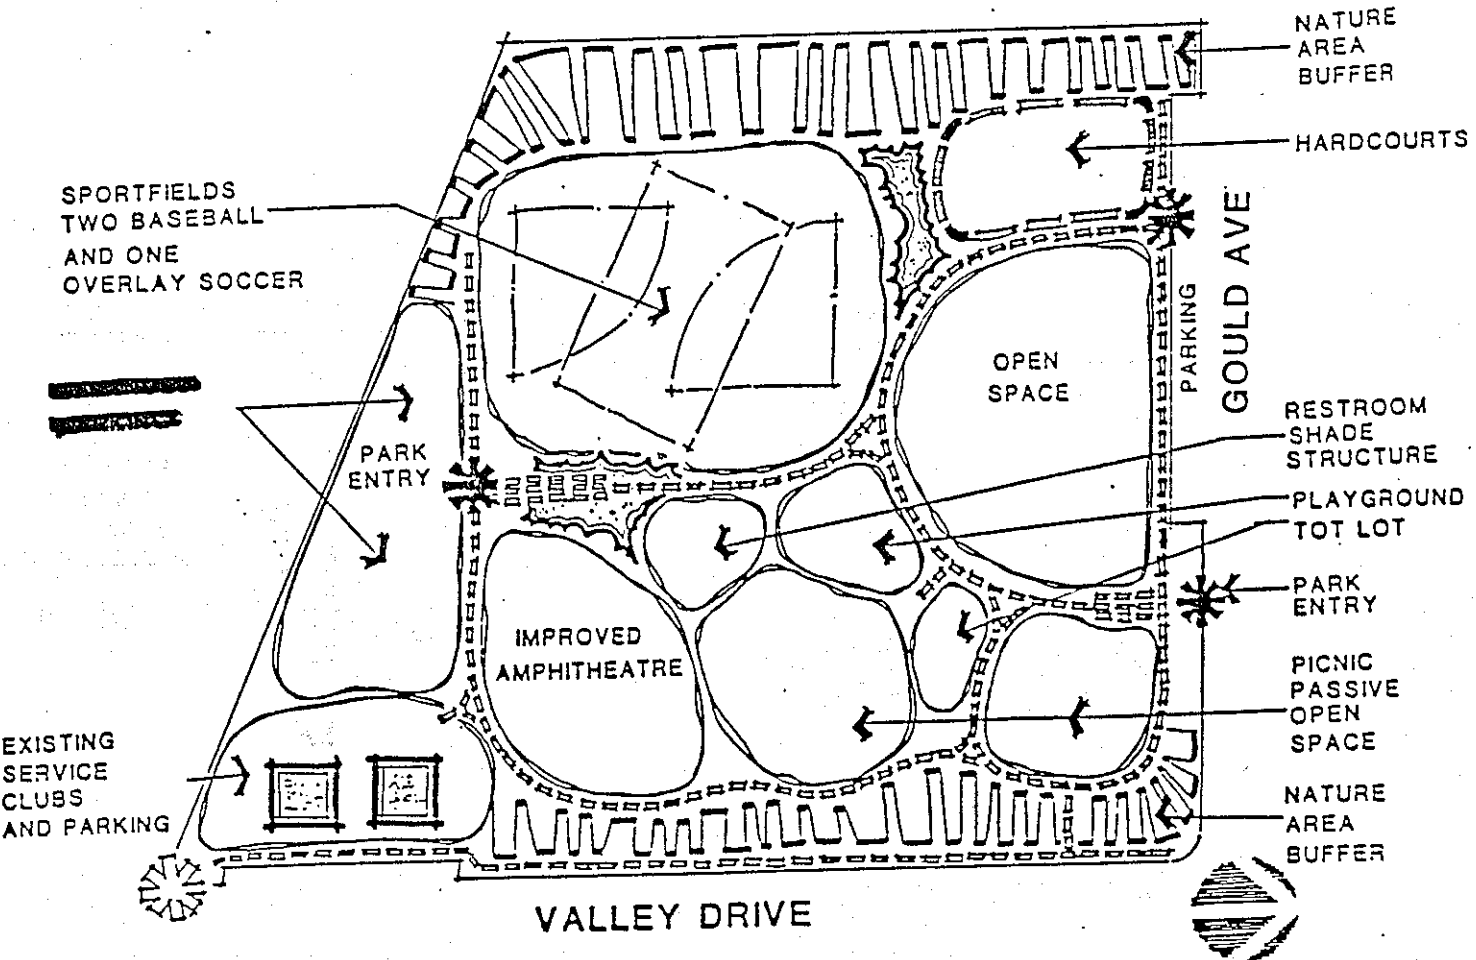 NATURE
AREA
BUFFER
HARDCOURTS
SPORTFIELDS
TWO BASEBALL
AND ONE
OVERLAY SOCCER
GOULD AVE
PARKING
OPEN
SPACE
RESTROOM
SHADE
STRUCTURE
PARK
ENTRY
PLAYGROUND
TOT LOT
PARK
ENTRY
IMPROVED
AMPHITHEATRE
PICNIC
PASSIVE
OPEN
SPACE
EXISTING
SERVICE
CLUBS
AND PARKING
NATURE
AREA
BUFFER
VALLEY DRIVE